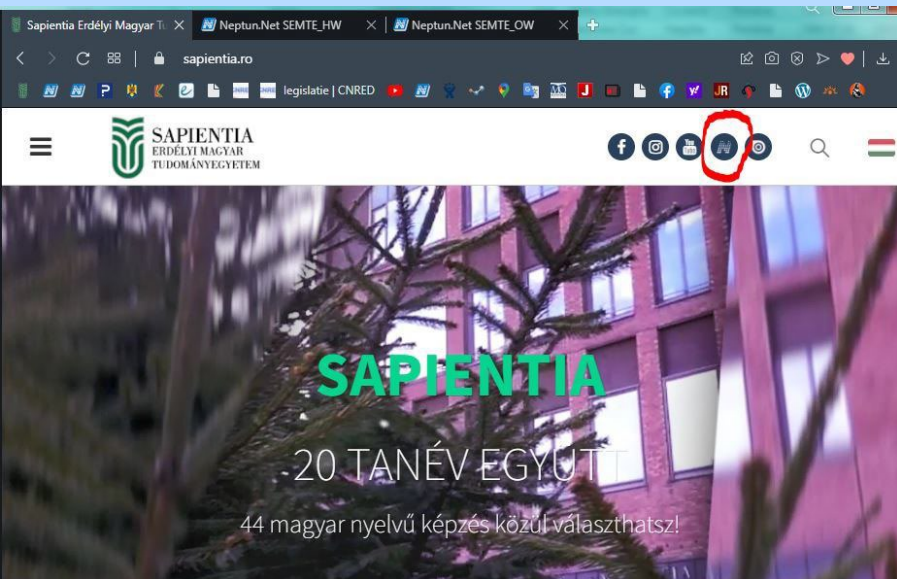 Sapientia Erdélyi Magyar Tu
Neptun.Net SEMTE_HW
Neptun.Net SEMTE_OW
sapientia.ro
legislatie | CNRED
SAPIENTIA
ERDÉLYI MAGYAR
TUDOMÁNYEGYETEM
SAPIENTIA
20 TANÉV EGYÜTT
44 magyar nyelvű képzés közül választhatsz!